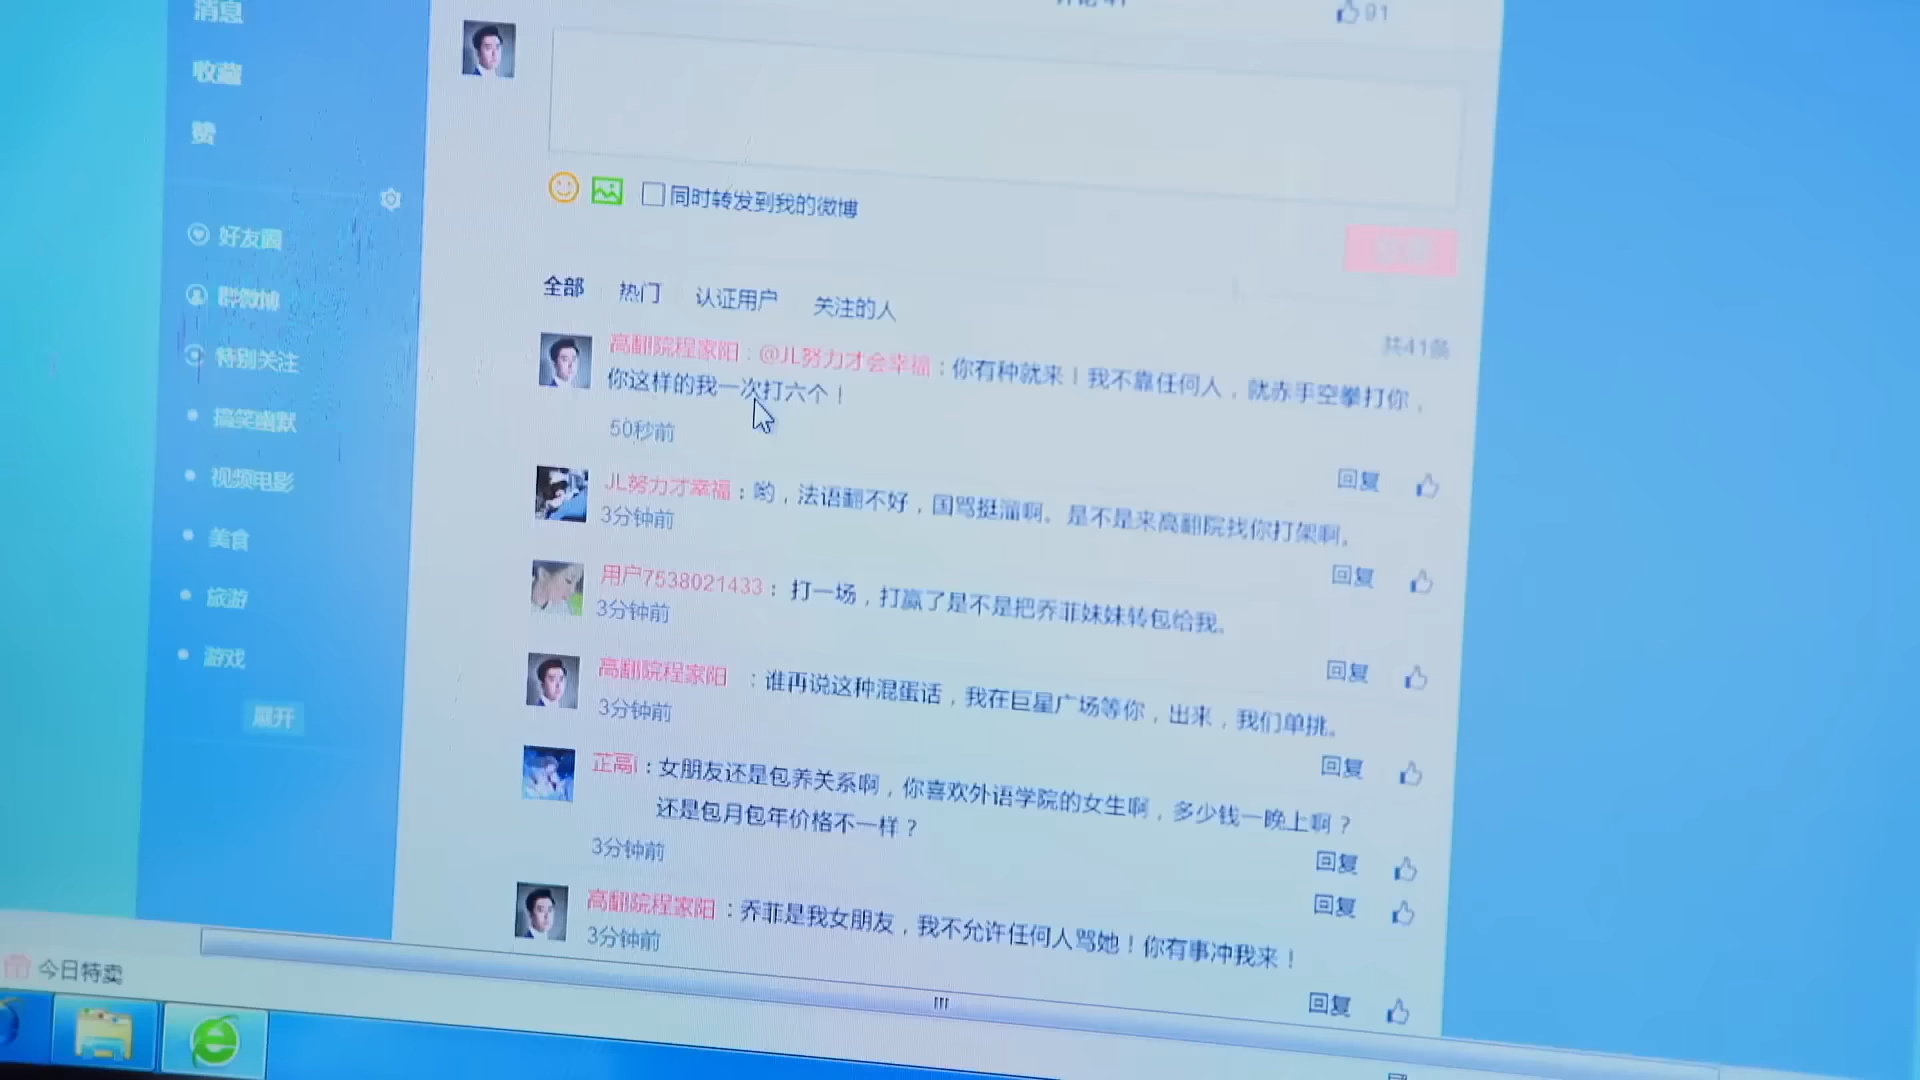 消息
91
收藏
赞
同时转发到我的微博
好友圈
群微博
特别关注
搞笑幽默
视频电影
美食
旅游
游戏
展开
全部 热门 认证用户 关注的人
共41条
高翻院程家阳：@JL努力才会幸福：你有种就来！我不靠任何人，就赤手空拳打你，
你这样的我一次打六个！
50秒前
回复
JL努力才幸福：哟，法语翻不好，国骂挺溜啊。是不是来高翻院找你打架啊。
3分钟前
回复
用户7538021433：打一场，打赢了是不是把乔菲妹妹转包给我。
3分钟前
回复
高翻院程家阳 ：谁再说这种混蛋话，我在巨星广场等你，出来，我们单挑。
3分钟前
回复
：女朋友还是包养关系啊，你喜欢外语学院的女生啊，多少钱一晚上啊？
还是包月包年价格不一样？
3分钟前
回复
回复
高翻院程家阳：乔菲是我女朋友，我不允许任何人骂她！你有事冲我来！
3分钟前
回复
今日特卖